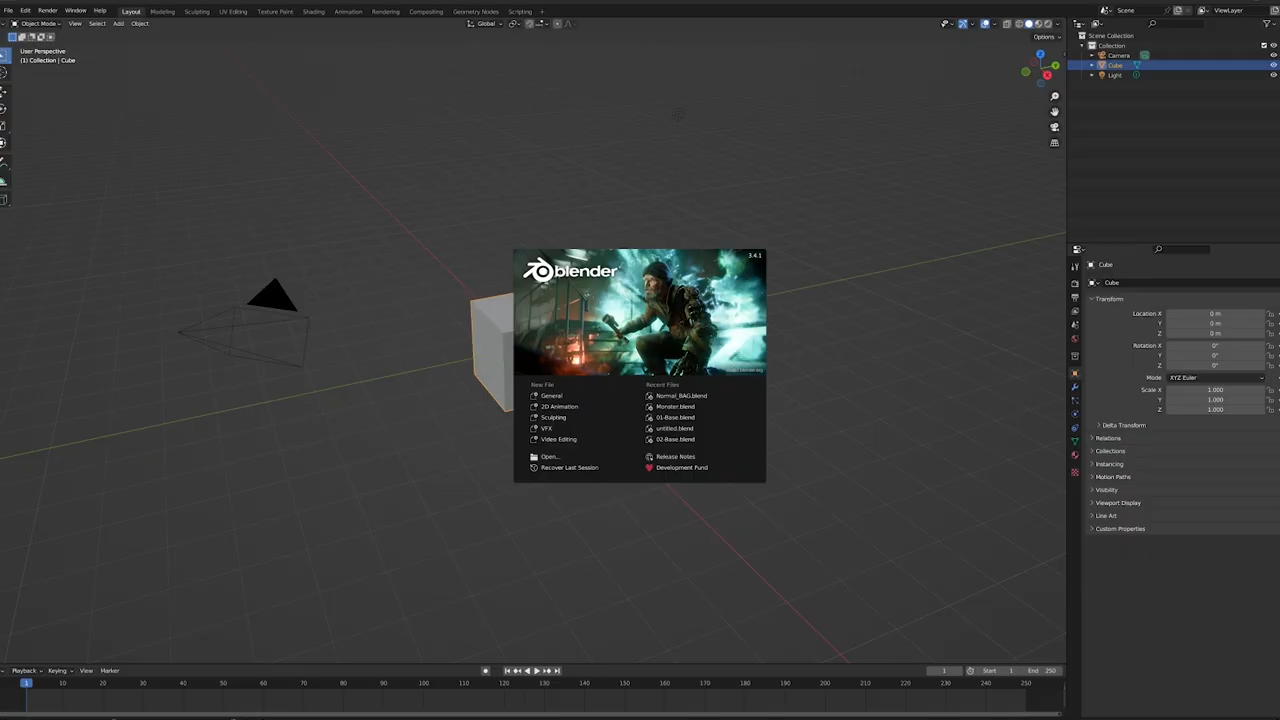 File Edit Render Window Help Layout Modeling Sculpting UV Editing Texture Paint Shading Animation Rendering Compositing Geometry Nodes Scripting + Scene ViewLayer
Object Mode View Select Add Object Global
Options
User Perspective
(1) Collection | Cube
Scene Collection
Collection
Camera
Cube
Light
Z
Y
X
blender
3.4.1
New File
General
2D Animation
Sculpting
VFX
Video Editing
Open...
Recover Last Session
Recent Files
Normal_BAG.blend
Monster.blend
01-Base.blend
untitled.blend
02-Base.blend
Release Notes
Development Fund
Cube
Cube
Transform
Location X 0 m
Y 0 m
Z 0 m
Rotation X 0°
Y 0°
Z 0°
Mode XYZ Euler
Scale X 1.000
Y 1.000
Z 1.000
Delta Transform
Relations
Collections
Instancing
Motion Paths
Visibility
Viewport Display
Line Art
Custom Properties
Playback Keying View Marker 1 Start 1 End 250
1 10 20 30 40 50 60 70 80 90 100 110 120 130 140 150 160 170 180 190 200 210 220 230 240 250